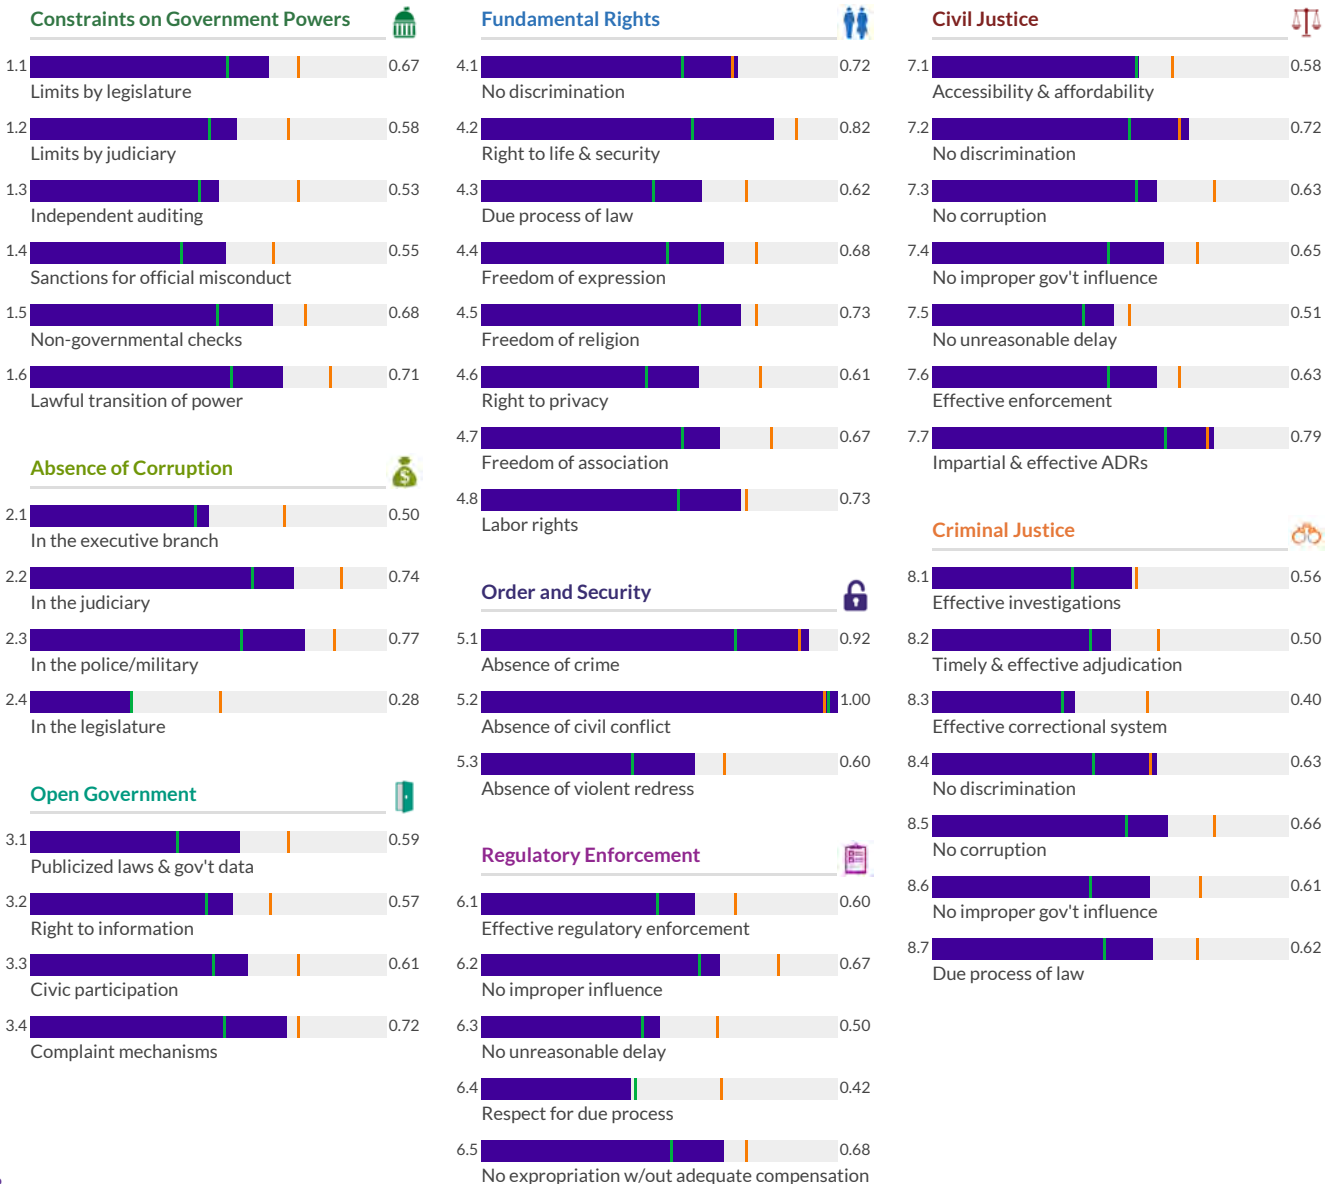 Constraints on Government Powers
1.1 0.67
Limits by legislature
1.2 0.58
Limits by judiciary
1.3 0.53
Independent auditing
1.4 0.55
Sanctions for official misconduct
1.5 0.68
Non-governmental checks
1.6 0.71
Lawful transition of power
Absence of Corruption
$
2.1 0.50
In the executive branch
2.2 0.74
In the judiciary
2.3 0.77
In the police/military
2.4 0.28
In the legislature
Open Government
3.1 0.59
Publicized laws & gov't data
3.2 0.57
Right to information
3.3 0.61
Civic participation
3.4 0.72
Complaint mechanisms
Fundamental Rights
4.1 0.72
No discrimination
4.2 0.82
Right to life & security
4.3 0.62
Due process of law
4.4 0.68
Freedom of expression
4.5 0.73
Freedom of religion
4.6 0.61
Right to privacy
4.7 0.67
Freedom of association
4.8 0.73
Labor rights
Order and Security
5.1 0.92
Absence of crime
5.2 1.00
Absence of civil conflict
5.3 0.60
Absence of violent redress
Regulatory Enforcement
6.1 0.60
Effective regulatory enforcement
6.2 0.67
No improper influence
6.3 0.50
No unreasonable delay
6.4 0.42
Respect for due process
6.5 0.68
No expropriation w/out adequate compensation
Civil Justice
7.1 0.58
Accessibility & affordability
7.2 0.72
No discrimination
7.3 0.63
No corruption
7.4 0.65
No improper gov't influence
7.5 0.51
No unreasonable delay
7.6 0.63
Effective enforcement
7.7 0.79
Impartial & effective ADRs
Criminal Justice
8.1 0.56
Effective investigations
8.2 0.50
Timely & effective adjudication
8.3 0.40
Effective correctional system
8.4 0.63
No discrimination
8.5 0.66
No corruption
8.6 0.61
No improper gov't influence
8.7 0.62
Due process of law